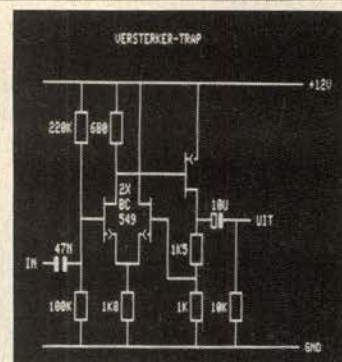 VERSTERKER-TRAP
+12V
220K 680
2X
BC
549
10U
UIT
47N
1K5
IN
100K 1K8 1K 10K
GND